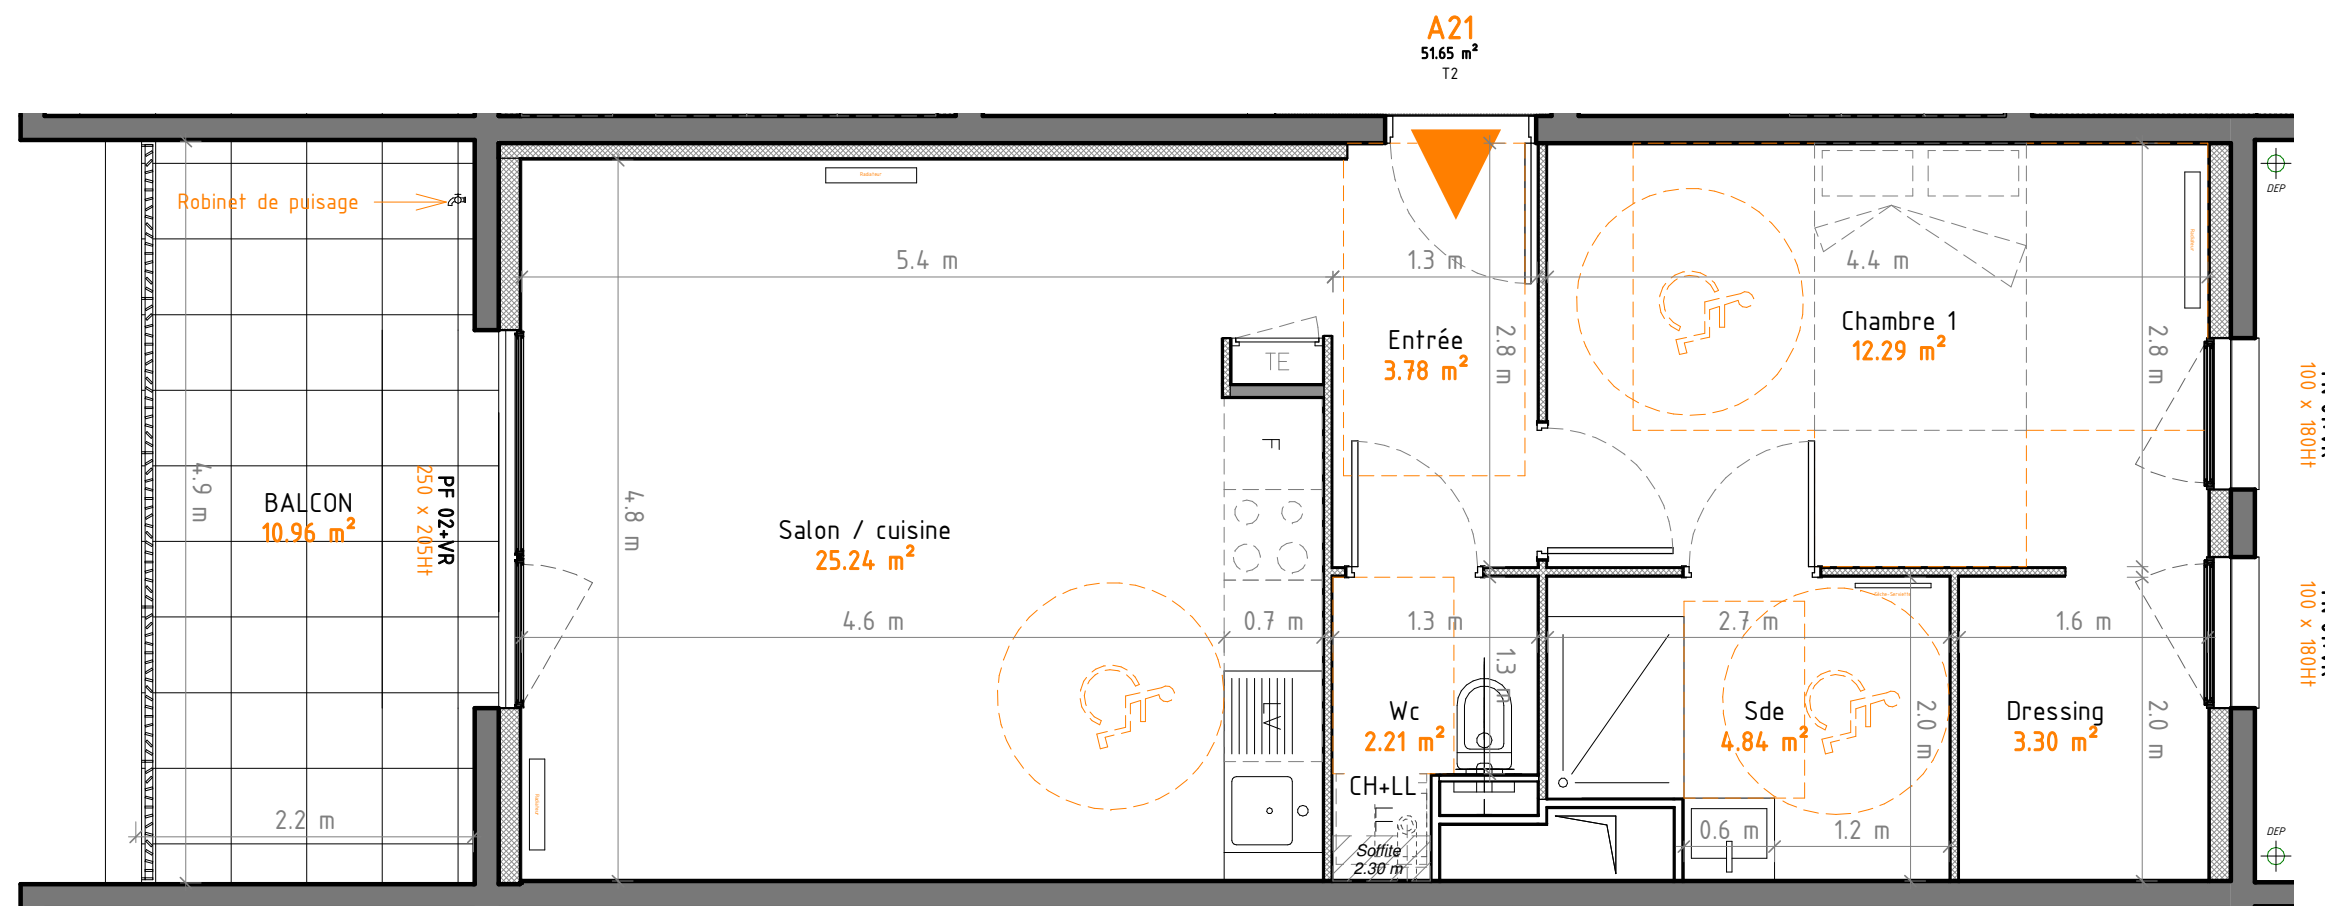 A21
51.65 m²
T2
Robinet de puisage
Radiateur
5.4 m
1.3 m
4.4 m
DEP
Chambre 1
12.29 m²
Entrée
3.78 m²
2.8 m
2.8 m
TE
100 x 180Ht
F
4.9 m
BALCON
10.96 m²
PF 02+VR
250 x 205Ht
4.8 m
Salon / cuisine
25.24 m²
4.6 m
0.7 m
1.3 m
2.7 m
1.6 m
100 x 180Ht
1.3 m
LV
Wc
2.21 m²
Sde
4.84 m²
2.0 m
Dressing
3.30 m²
2.0 m
CH+LL
LL
2.2 m
0.6 m
1.2 m
DEP
Soffite
2.30 m